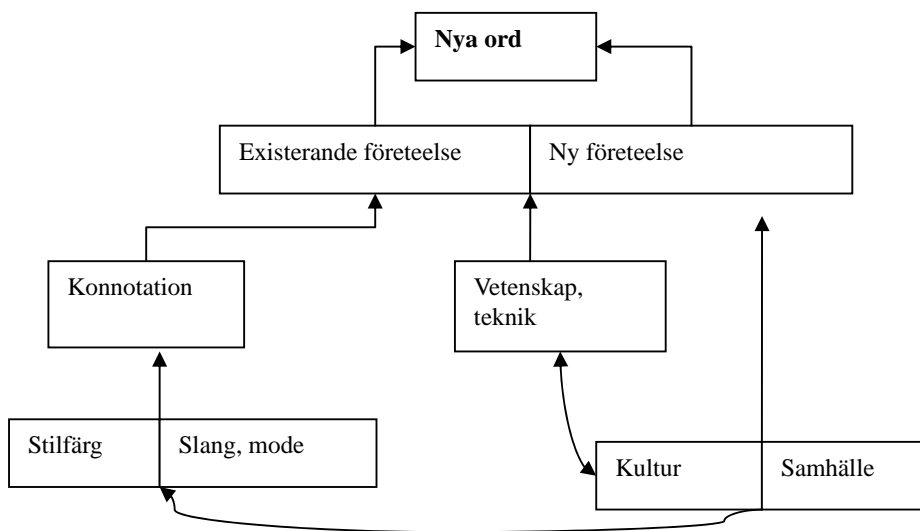 Nya ord
Existerande företeelse
Ny företeelse
Konnotation
Vetenskap,
teknik
Stilfärg
Slang, mode
Kultur
Samhälle